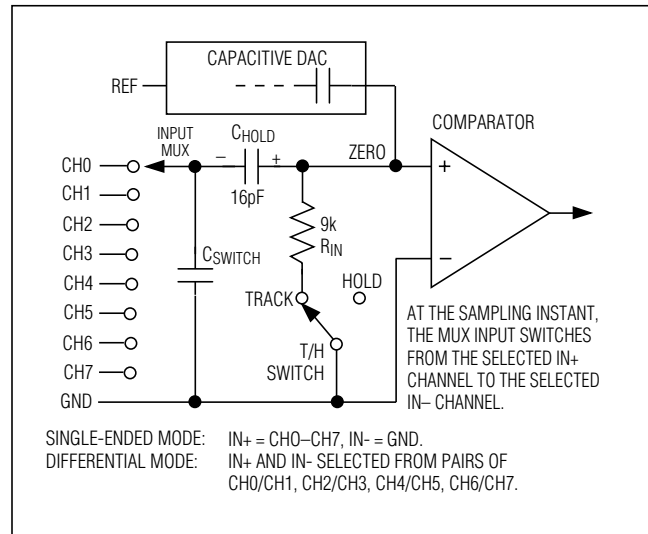 CAPACITIVE DAC
REF
COMPARATOR
INPUT
MUX
CHOLD
ZERO
– +
16pF
+
–
CH0
CH1
CH2
CH3
CH4
CH5
CH6
CH7
GND
CSWITCH
9k
RIN
TRACK
HOLD
T/H
SWITCH
AT THE SAMPLING INSTANT,
THE MUX INPUT SWITCHES
FROM THE SELECTED IN+
CHANNEL TO THE SELECTED
IN– CHANNEL.
SINGLE-ENDED MODE: IN+ = CHO–CH7, IN- = GND.
DIFFERENTIAL MODE: IN+ AND IN- SELECTED FROM PAIRS OF
CH0/CH1, CH2/CH3, CH4/CH5, CH6/CH7.